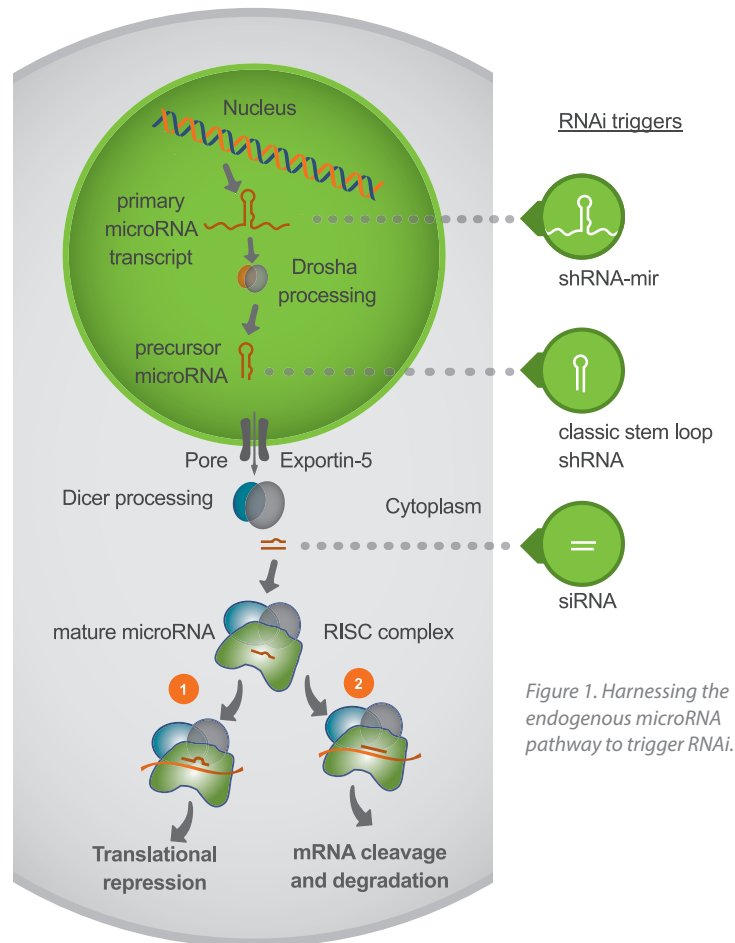 Nucleus
RNAi triggers
primary
microRNA
transcript
Drosha
processing
shRNA-mir
precursor
microRNA
classic stem loop
shRNA
Pore
Exportin-5
Dicer processing
Cytoplasm
siRNA
mature microRNA
RISC complex
1
2
Figure 1. Harnessing the
endogenous microRNA
pathway to trigger RNAi.
Translational
repression
mRNA cleavage
and degradation